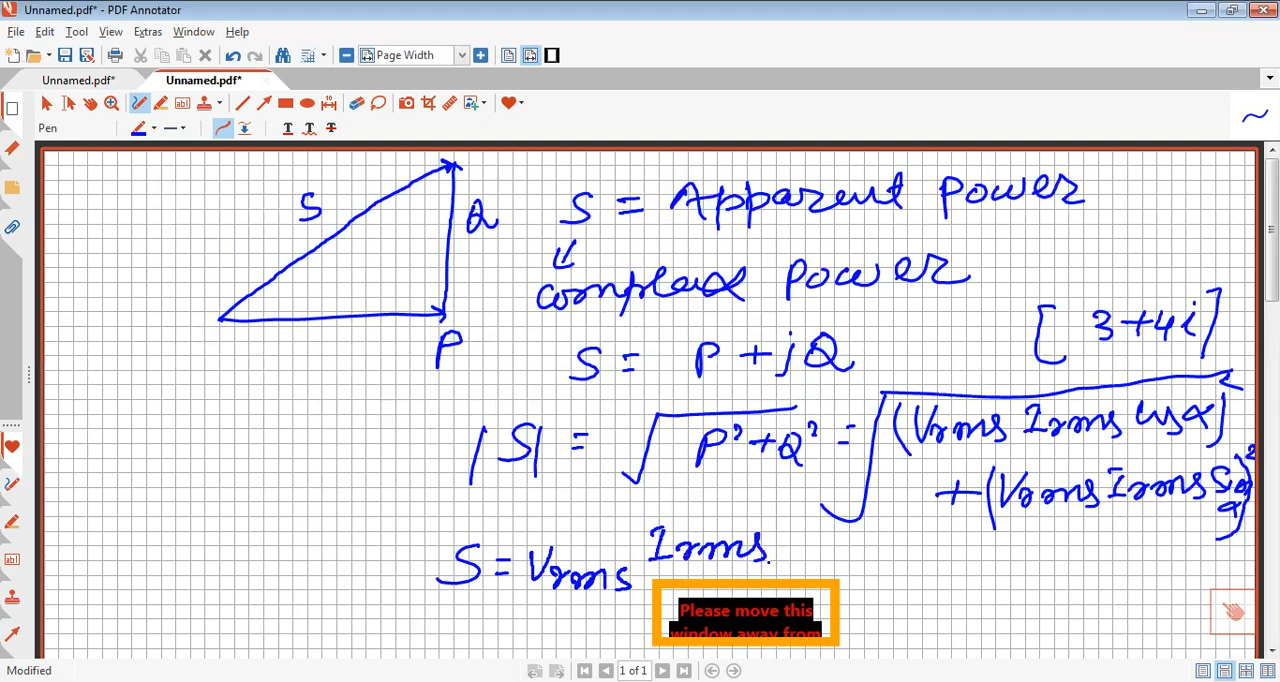 Unnamed.pdf* - PDF Annotator
File Edit Tool View Extras Window Help
Page Width
Unnamed.pdf* Unnamed.pdf*
Pen
S
Q
P
S = Apparent Power
complex power
[3+4i]
S = P + jQ
|S| = √P²+Q² = √(Vrms Irms cosα)²
+(Vrms Irms Sinα)²
S = Vrms Irms
Please move this
window away from
Modified
1 of 1